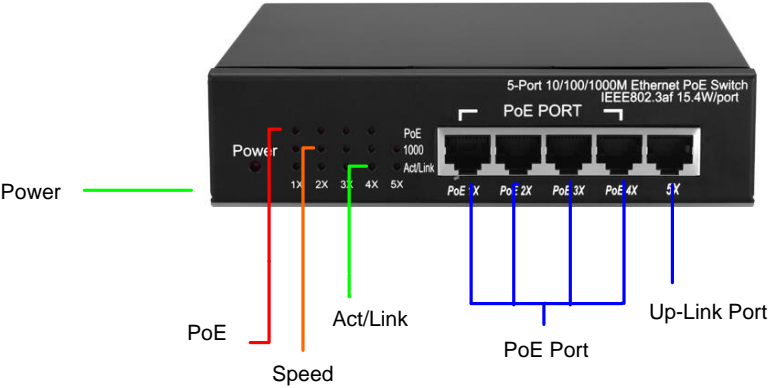 5-Port 10/100/1000M Ethernet PoE Switch
IEEE802.3af 15.4W/port
PoE PORT
PoE
Power 1000
Act/Link
1X 2X 3X 4X 5X
PoE 1X PoE 2X PoE 3X PoE 4X 5X
Power
Up-Link Port
Act/Link
PoE
PoE Port
Speed